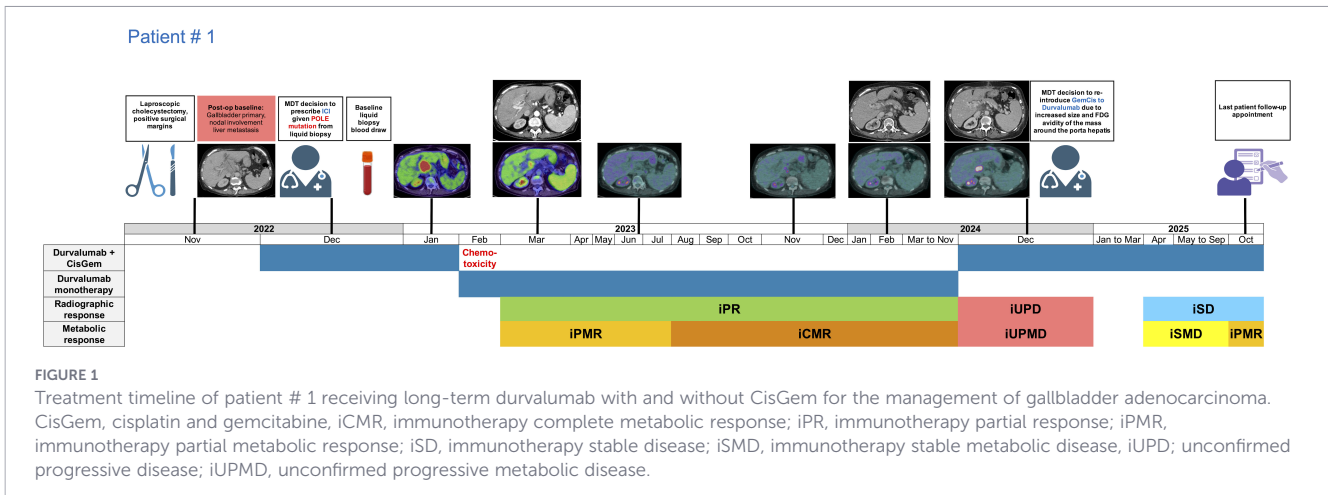 Patient # 1
Laproscopic
cholecystectomy,
positive surgical
margins
Post-op baseline:
Gallbladder primary,
nodal involvement
liver metastasis
MDT decision to
prescribe ICI
given POLE
mutation from
liquid biopsy
Baseline
liquid
biopsy
blood draw
MDT decision to re-
introduce GemCis to
Durvalumab due to
increased size and FDG
avidity of the mass
around the porta hepatis
Last patient follow-up
appointment
2022 2023 2024 2025
Nov Dec Jan Feb Mar Apr May Jun Jul Aug Sep Oct Nov Dec Jan Feb Mar to Nov Dec Jan to Mar Apr May to Sep Oct
Durvalumab +
CisGem
Chemo-
toxicity
Durvalumab
monotherapy
Radiographic
response
iPR iUPD iSD
Metabolic
response
iPMR iCMR iUPMD iSMD iPMR
FIGURE 1
Treatment timeline of patient # 1 receiving long-term durvalumab with and without CisGem for the management of gallbladder adenocarcinoma.
CisGem, cisplatin and gemcitabine, iCMR, immunotherapy complete metabolic response; iPR, immunotherapy partial response; iPMR,
immunotherapy partial metabolic response; iSD, immunotherapy stable disease; iSMD, immunotherapy stable metabolic disease, iUPD; unconfirmed
progressive disease; iUPMD, unconfirmed progressive metabolic disease.